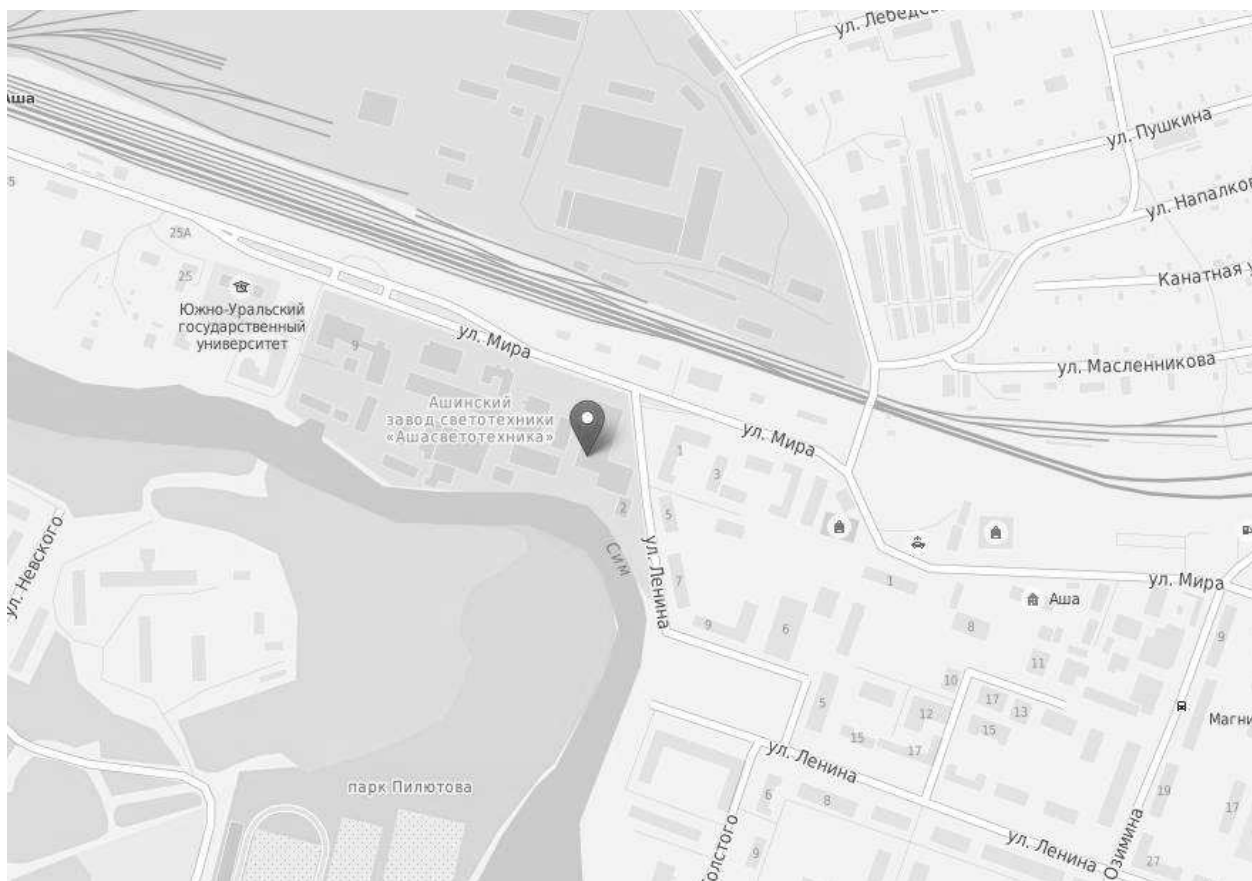 ул. Лебедев
Аша
ул. Пушкина
ул. Напалков
5
25А
25
Канатная у
Южно-Уральский
государственный
университет
ул. Мира
9
ул. Масленникова
Ашинский
завод светотехники
«Ашасветотехника»
ул. Мира
1
3
2
5
Сим
ул. Ленина
ул. Невского
7
1
ул. Мира
Аша
9
6
8
9
11
10
5
12
17
13
15
15
17
Магни
ул. Ленина
парк Пилютова
6
8
19
17
Толстого
9
ул. Ленина
Озимина
27